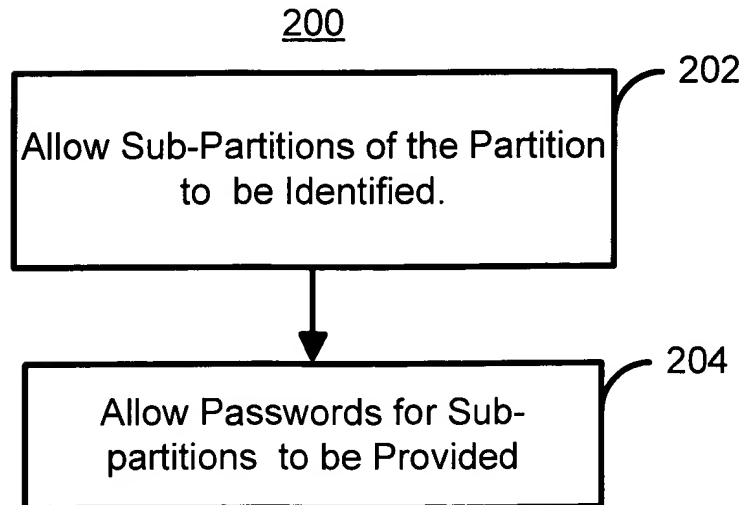 200
202
Allow Sub-Partitions of the Partition
to be Identified.
204
Allow Passwords for Sub-
partitions to be Provided